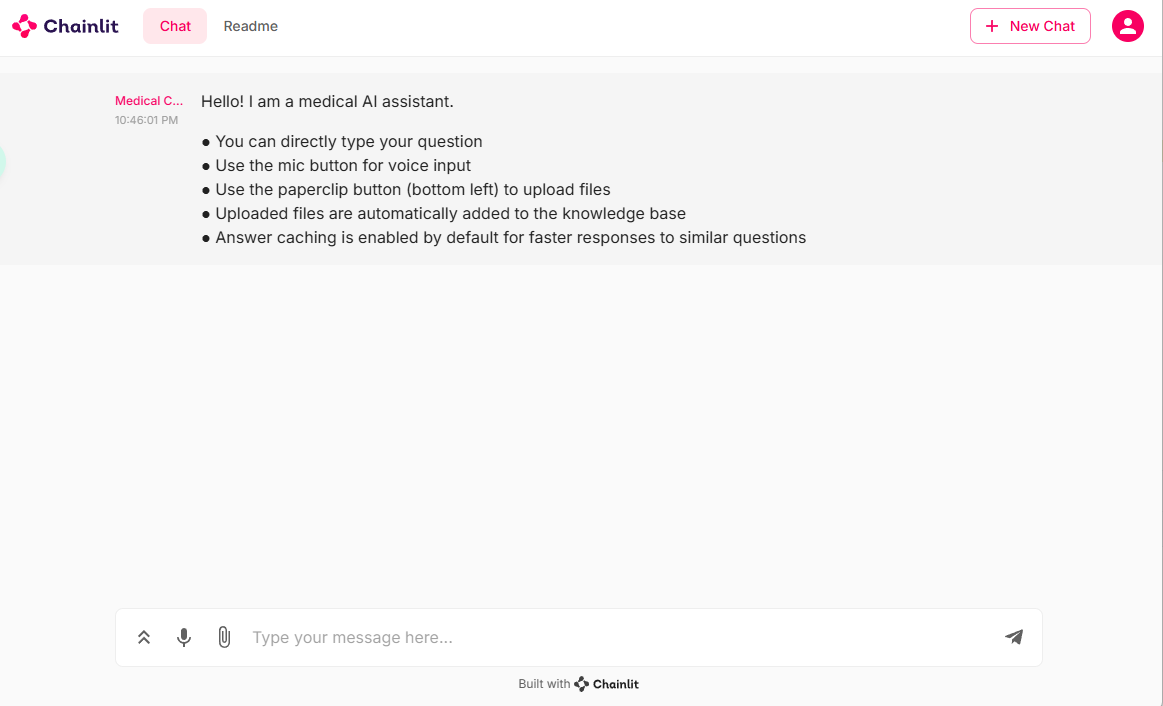 Chainlit Chat Readme + New Chat
Medical C... Hello! I am a medical AI assistant.
10:46:01 PM
● You can directly type your question
● Use the mic button for voice input
● Use the paperclip button (bottom left) to upload files
● Uploaded files are automatically added to the knowledge base
● Answer caching is enabled by default for faster responses to similar questions
Type your message here...
Built with Chainlit